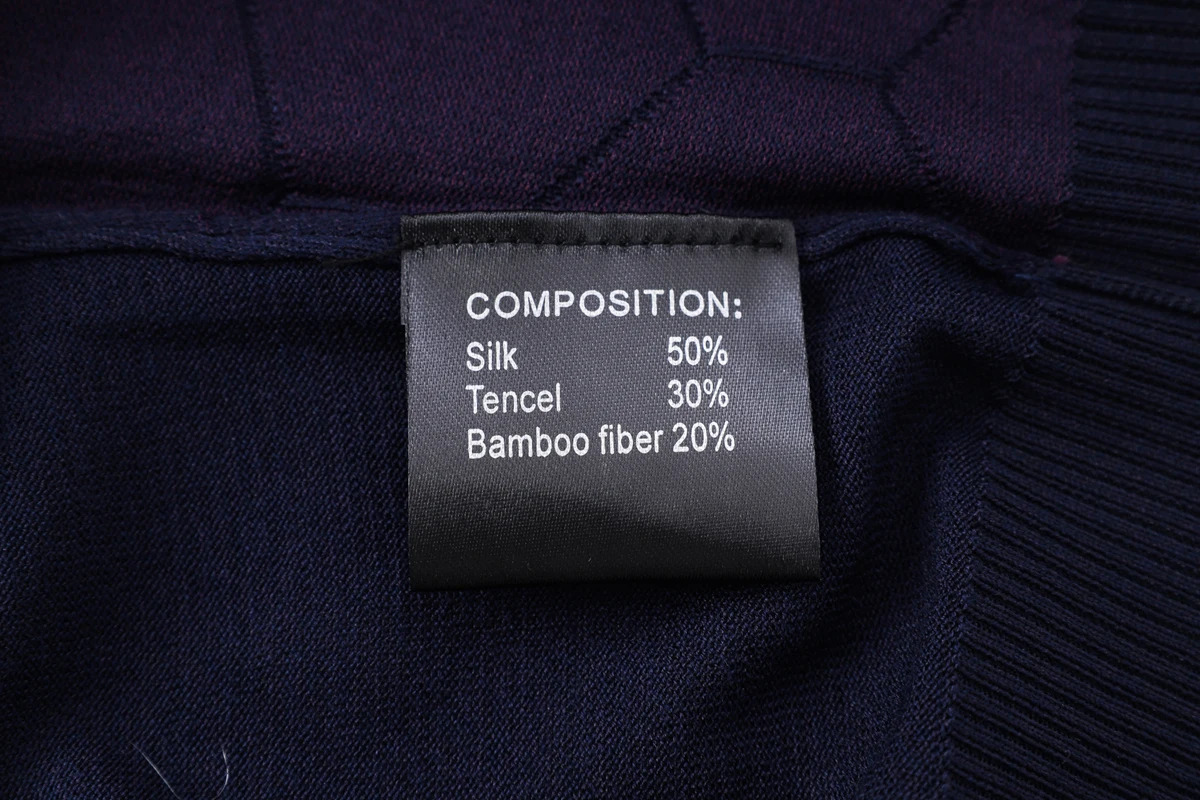 COMPOSITION:
Silk 50%
Tencel 30%
Bamboo fiber 20%